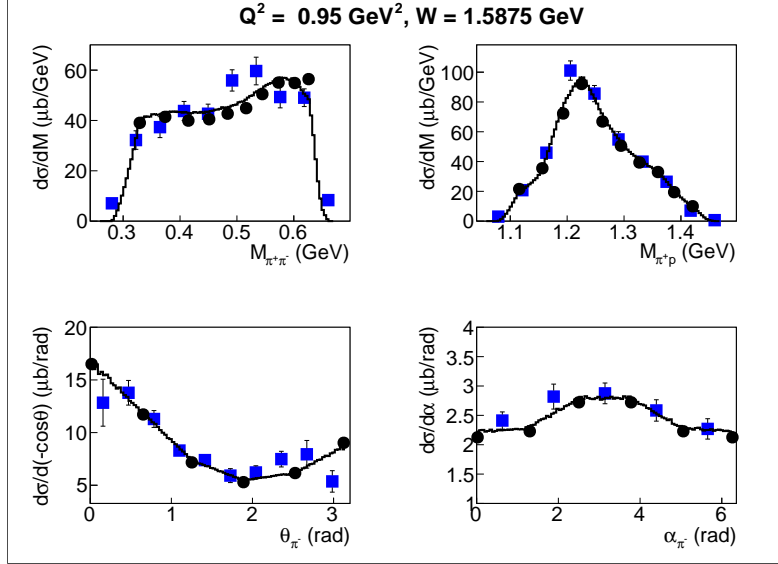 Q² = 0.95 GeV², W = 1.5875 GeV
dσ/dM (μb/GeV)
60
40
20
0
0.3 0.4 0.5 0.6
M_{π⁺π⁻} (GeV)
dσ/dM (μb/GeV)
100
80
60
40
20
0
1.1 1.2 1.3 1.4
M_{π⁺p} (GeV)
dσ/d(-cosθ) (μb/rad)
20
15
10
5
0 1 2 3
θ_{π⁻} (rad)
dσ/dα (μb/rad)
4
3.5
3
2.5
2
1.5
1
0 2 4 6
α_{π⁻} (rad)